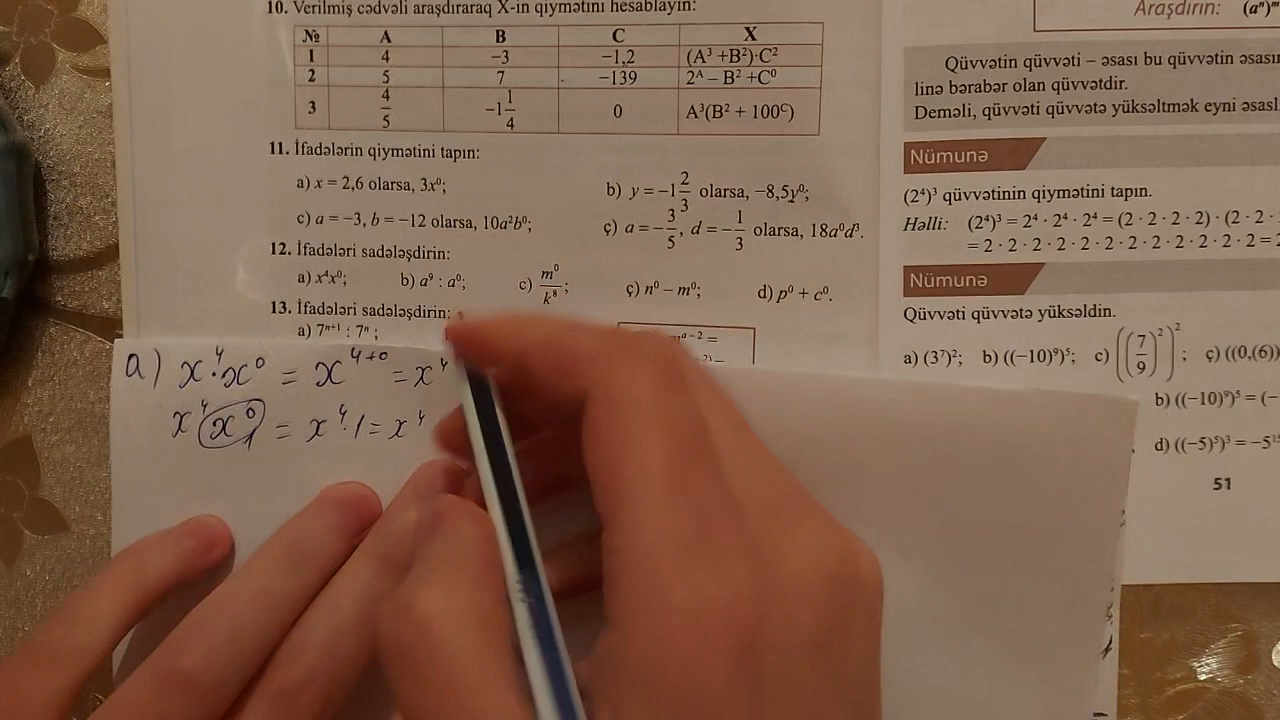 10. Verilmiş cədvəli araşdıraraq X-in qiymətini hesablayın:
№ A B C X
1 4 −3 −1,2 (A³ +B²)·C²
2 5 7 −139 2ᴬ − B² +C⁰
3 4/5 −1 1/4 0 A³(B² + 100ᶜ)
11. İfadələrin qiymətini tapın:
a) x = 2,6 olarsa, 3x⁰; b) y = −1 2/3 olarsa, −8,5y⁰;
c) a = −3, b = −12 olarsa, 10a²b⁰; ç) a = −3/5, d = −1/3 olarsa, 18a⁰d³.
12. İfadələri sadələşdirin:
a) x⁴x⁰; b) a⁹ : a⁰; c) m⁰/k⁸; ç) n⁰ − m⁰; d) p⁰ + c⁰.
13. İfadələri sadələşdirin:
a) 7ⁿ⁺¹ : 7ⁿ ;
a) x⁴·x⁰ = x⁴⁺⁰ = x⁴
x⁴ x⁰ 1 = x⁴·1 = x⁴
Araşdırın: (aⁿ)ᵐ
Qüvvətin qüvvəti – əsası bu qüvvətin əsasın
linə bərabər olan qüvvətdir.
Deməli, qüvvəti qüvvətə yüksəltmək eyni əsasl
Nümunə
(2⁴)³ qüvvətinin qiymətini tapın.
Həlli: (2⁴)³ = 2⁴ · 2⁴ · 2⁴ = (2 · 2 · 2 · 2) · (2 · 2 ·
= 2 · 2 · 2 · 2 · 2 · 2 · 2 · 2 · 2 · 2 · 2 · 2 = 2
Nümunə
Qüvvəti qüvvətə yüksəldin.
a) (3⁷)²; b) ((−10)⁹)⁵; c) ((7/9)²)²; ç) ((0,(6))
b) ((−10)⁹)⁵ = (−
d) ((−5)⁵)³ = −5¹⁵
51